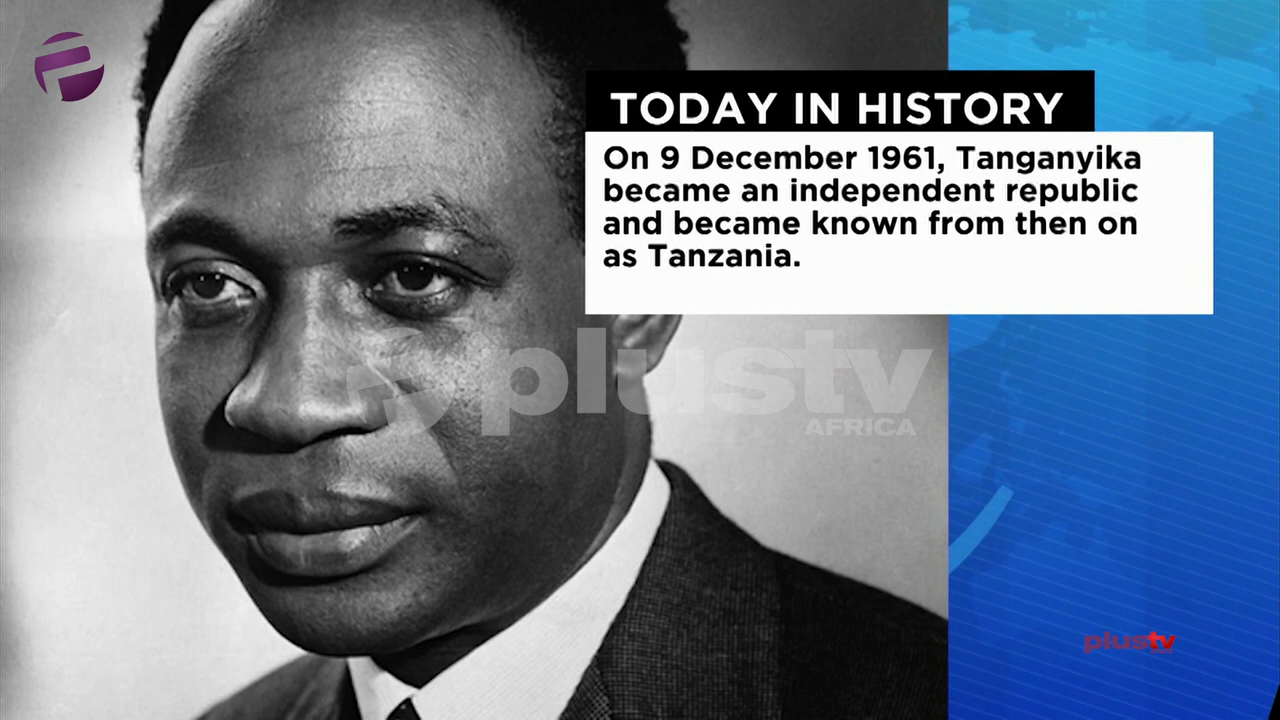 TODAY IN HISTORY
On 9 December 1961, Tanganyika
became an independent republic
and became known from then on
as Tanzania.
plustv
AFRICA
plustv